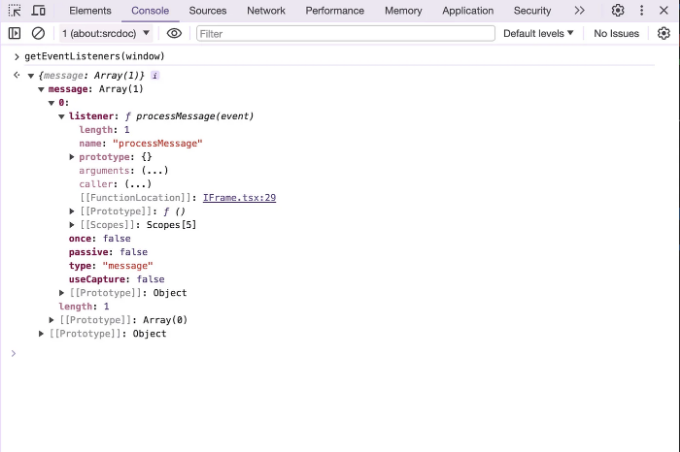 Elements Console Sources Network Performance Memory Application Security
1 (about:srcdoc) Filter Default levels No Issues
getEventListeners(window)
{message: Array(1)} i
message: Array(1)
0:
listener: ƒ processMessage(event)
length: 1
name: "processMessage"
prototype: {}
arguments: (...)
caller: (...)
[[FunctionLocation]]: IFrame.tsx:29
[[Prototype]]: ƒ ()
[[Scopes]]: Scopes[5]
once: false
passive: false
type: "message"
useCapture: false
[[Prototype]]: Object
length: 1
[[Prototype]]: Array(0)
[[Prototype]]: Object